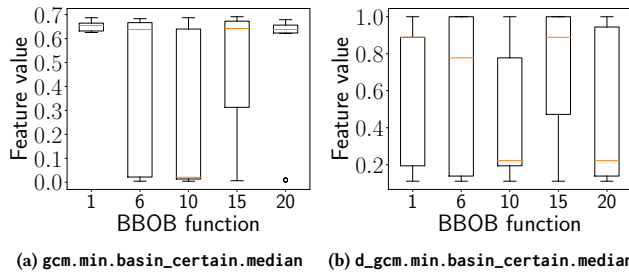 0.7
0.6
0.5
0.4
0.3
0.2
0.1
0.0
Feature value
1 6 10 15 20
BBOB function
(a) gcm.min.basin_certain.median
1.0
0.8
0.6
0.4
0.2
Feature value
1 6 10 15 20
BBOB function
(b) d_gcm.min.basin_certain.median